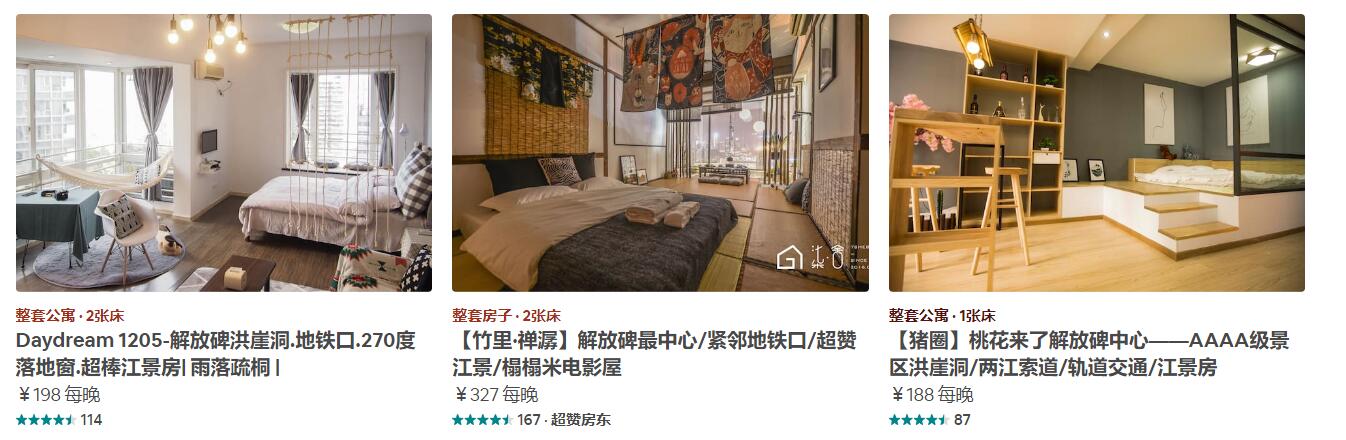 整套公寓 · 2张床
Daydream 1205-解放碑洪崖洞.地铁口.270度
落地窗.超棒江景房| 雨落疏桐 |
¥198 每晚
114
整套房子 · 2张床
【竹里·禅潺】解放碑最中心/紧邻地铁口/超赞
江景/榻榻米电影屋
¥327 每晚
167 · 超赞房东
整套公寓 · 1张床
【猪圈】桃花来了解放碑中心——AAAA级景
区洪崖洞/两江索道/轨道交通/江景房
¥188 每晚
87